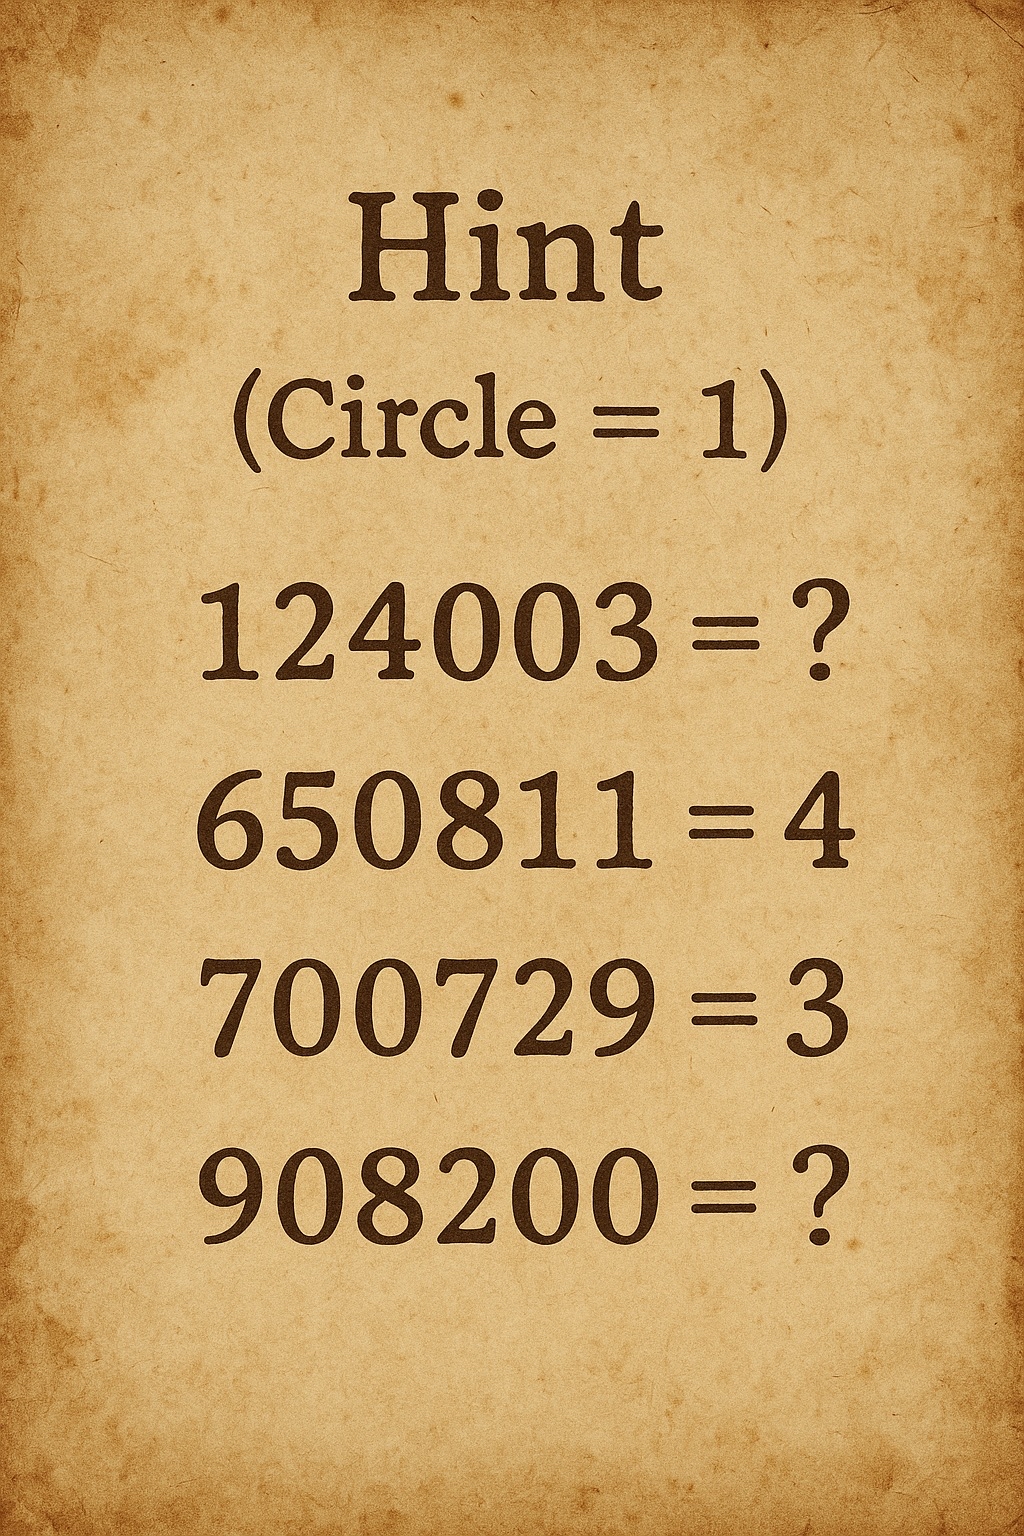 Hint
(Circle = 1)
124003 = ?
650811 = 4
700729 = 3
908200 = ?